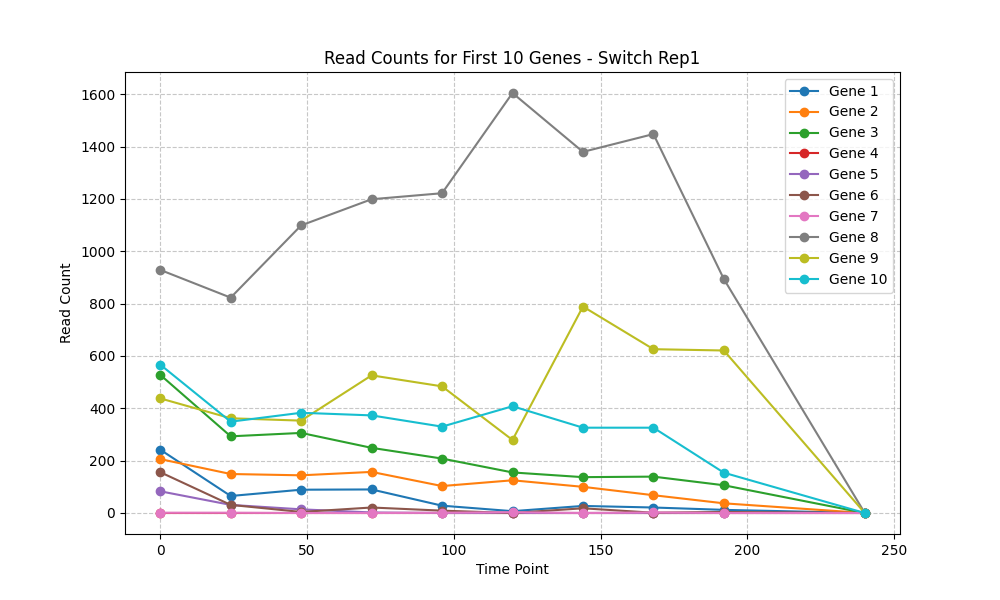 Read Counts for First 10 Genes - Switch Rep1
Read Count
1600
1400
1200
1000
800
600
400
200
0
0
50
100
150
200
250
Time Point
Gene 1
Gene 2
Gene 3
Gene 4
Gene 5
Gene 6
Gene 7
Gene 8
Gene 9
Gene 10